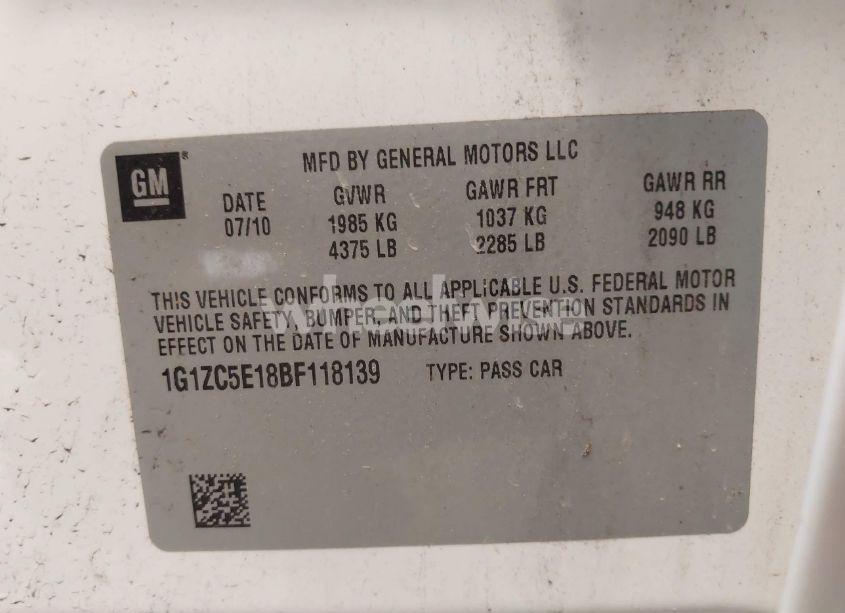 GM
MFD BY GENERAL MOTORS LLC
DATE GVWR GAWR FRT GAWR RR
07/10 1985 KG 1037 KG 948 KG
4375 LB 2285 LB 2090 LB
THIS VEHICLE CONFORMS TO ALL APPLICABLE U.S. FEDERAL MOTOR
VEHICLE SAFETY, BUMPER, AND THEFT PREVENTION STANDARDS IN
EFFECT ON THE DATE OF MANUFACTURE SHOWN ABOVE.
1G1ZC5E18BF118139 TYPE: PASS CAR